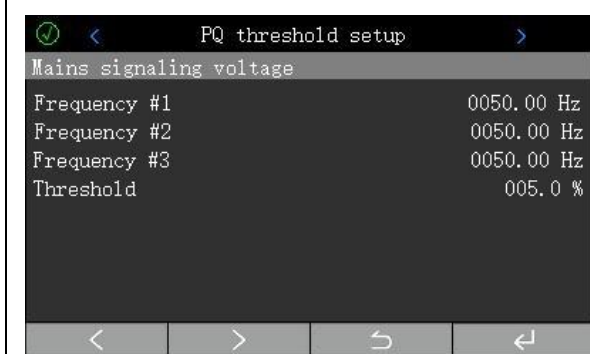 PQ threshold setup
Mains signaling voltage
Frequency #1 0050.00 Hz
Frequency #2 0050.00 Hz
Frequency #3 0050.00 Hz
Threshold 005.0 %